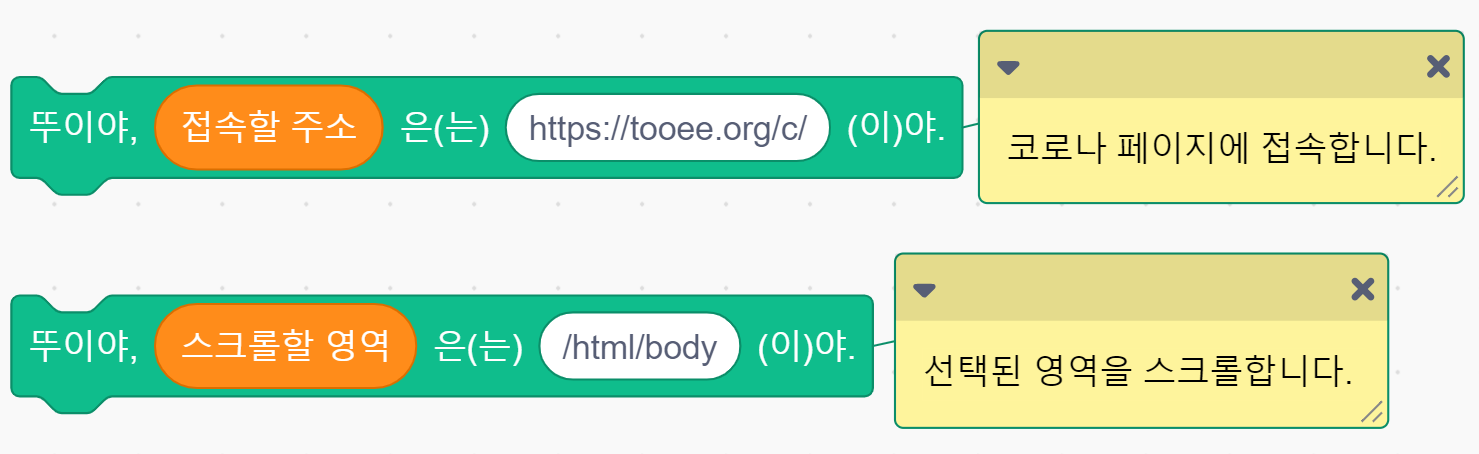 뚜이야, 접속할 주소 은(는) https://tooee.org/c/ (이)야.
코로나 페이지에 접속합니다.
뚜이야, 스크롤할 영역 은(는) /html/body (이)야.
선택된 영역을 스크롤합니다.